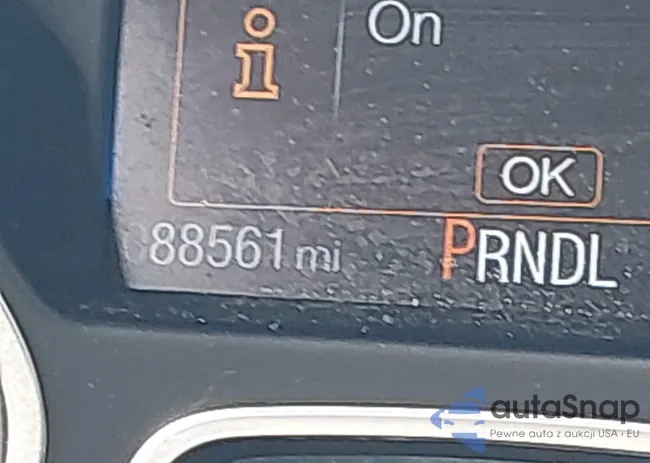 i
On
OK
88561 mi PRNDL
autaSnap
Pewne auta z aukcji USA i EU